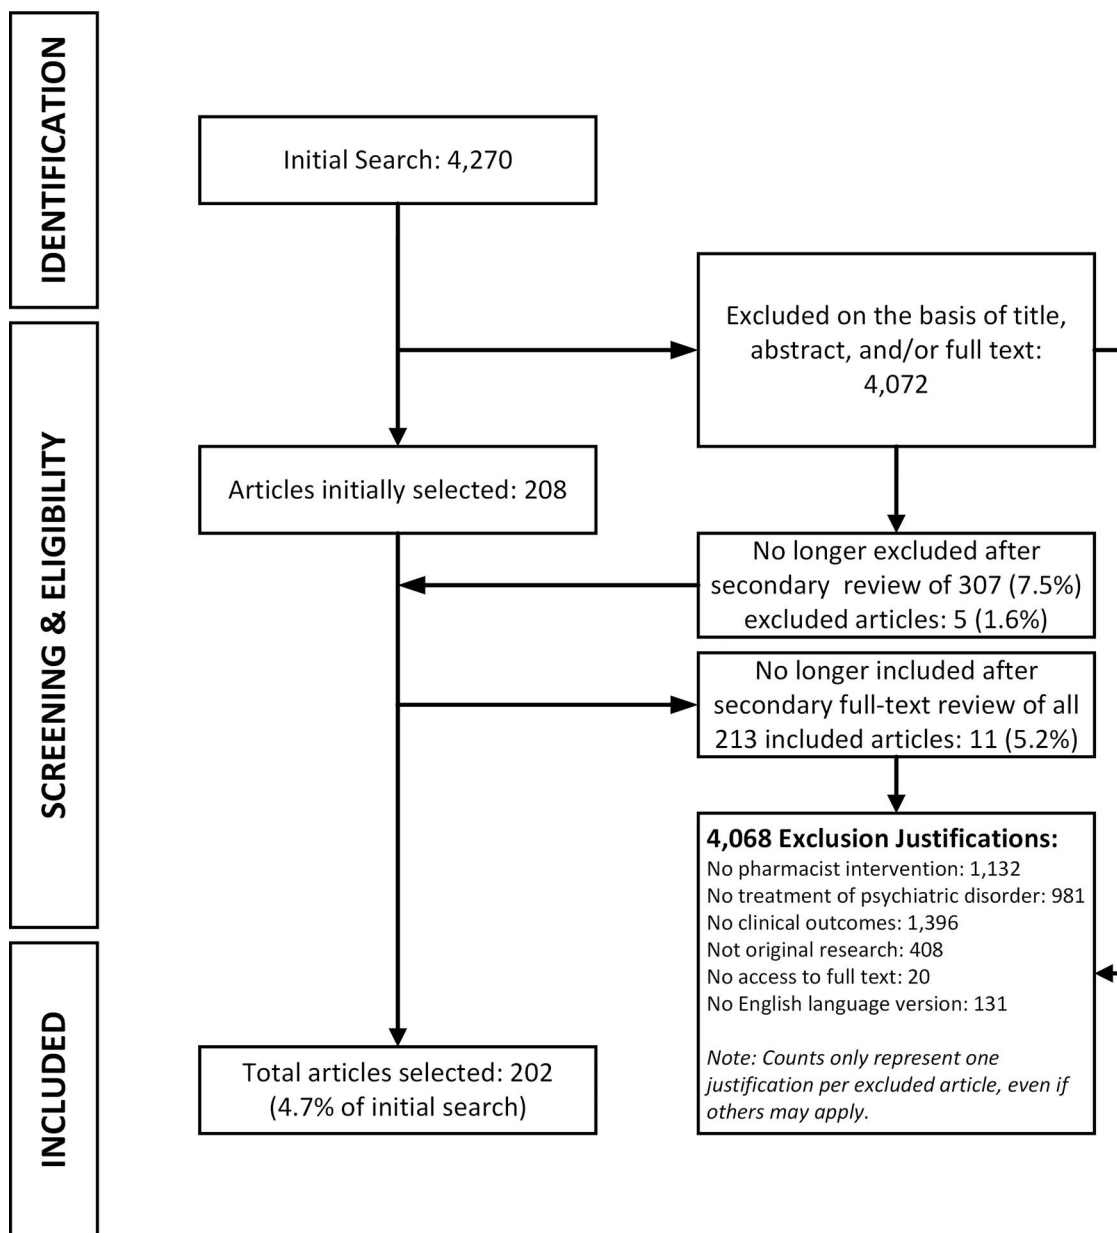 IDENTIFICATION
Initial Search: 4,270
Excluded on the basis of title,
abstract, and/or full text:
4,072
SCREENING & ELIGIBILITY
Articles initially selected: 208
No longer excluded after
secondary review of 307 (7.5%)
excluded articles: 5 (1.6%)
No longer included after
secondary full-text review of all
213 included articles: 11 (5.2%)
4,068 Exclusion Justifications:
No pharmacist intervention: 1,132
No treatment of psychiatric disorder: 981
No clinical outcomes: 1,396
Not original research: 408
No access to full text: 20
No English language version: 131
Note: Counts only represent one
justification per excluded article, even if
others may apply.
INCLUDED
Total articles selected: 202
(4.7% of initial search)